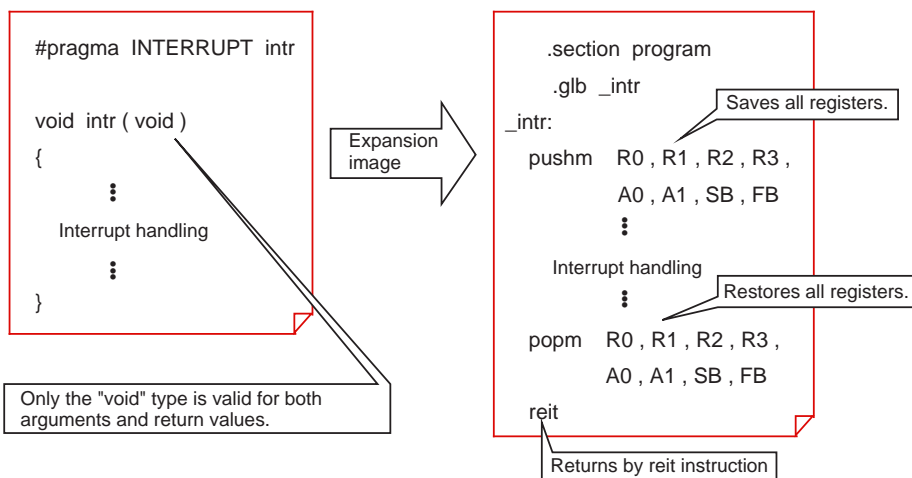 #pragma INTERRUPT intr
void intr ( void )
{
Interrupt handling
}
Only the "void" type is valid for both
arguments and return values.
Expansion
image
.section program
.glb _intr
Saves all registers.
_intr:
pushm R0 , R1 , R2 , R3 ,
A0 , A1 , SB , FB
Interrupt handling
Restores all registers.
popm R0 , R1 , R2 , R3 ,
A0 , A1 , SB , FB
reit
Returns by reit instruction